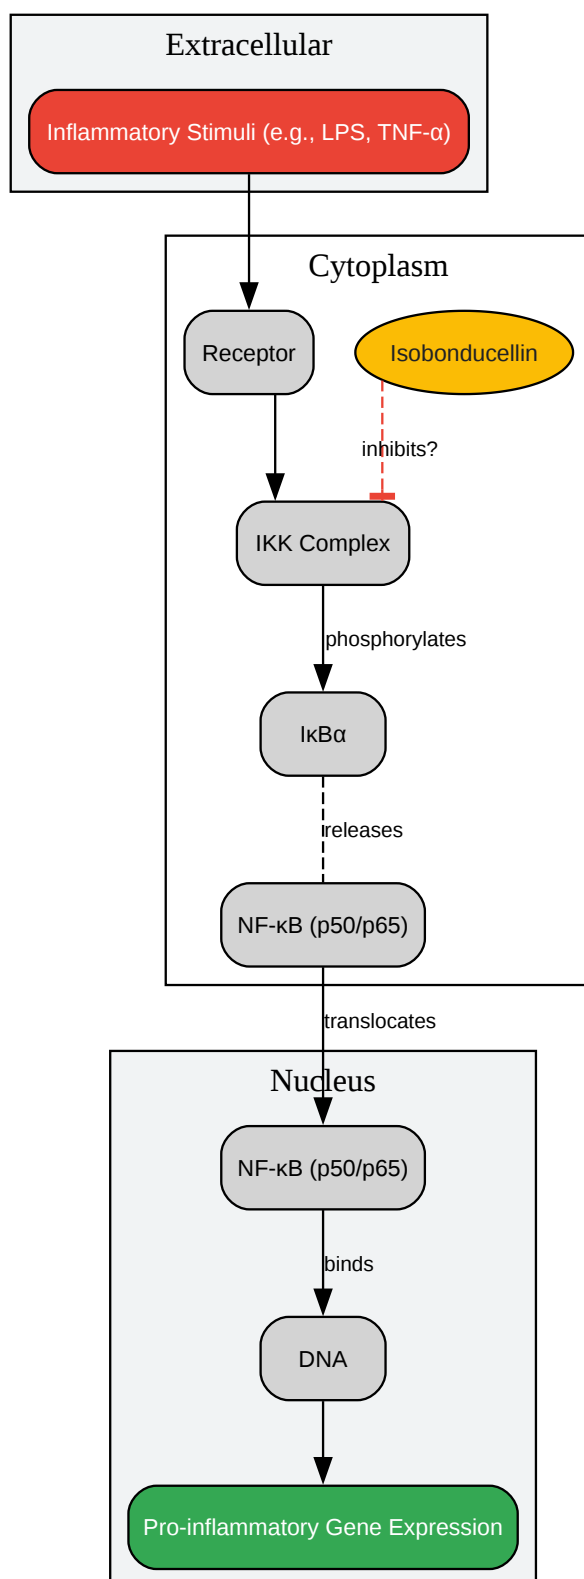 Extracellular
Inflammatory Stimuli (e.g., LPS, TNF-α)
Cytoplasm
Receptor
Isobonducellin
inhibits?
IKK Complex
phosphorylates
IκBα
releases
NF-κB (p50/p65)
translocates
Nucleus
NF-κB (p50/p65)
binds
DNA
Pro-inflammatory Gene Expression